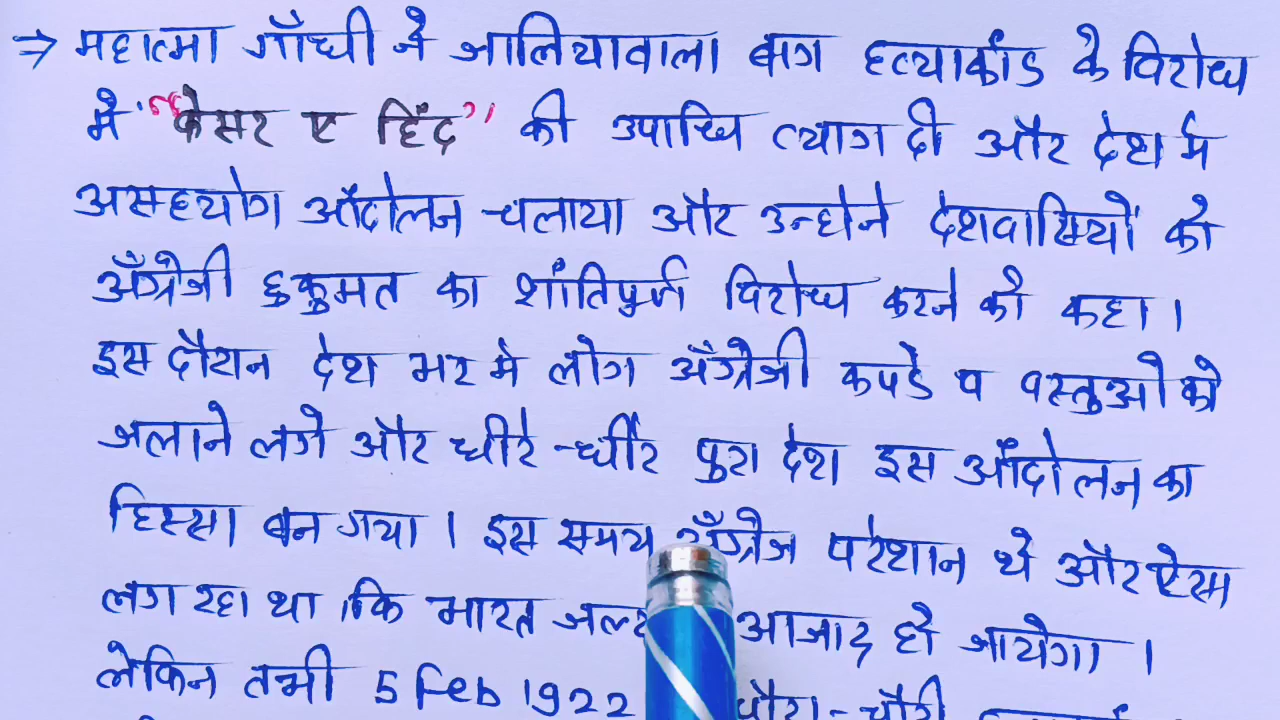 ⇒ महात्मा गाँधी ने जालियावाला बाग हत्याकांड के विरोध
मे "केसर ए हिंद" की उपाधि त्याग दी और देश मे
असहयोग आँदोलन चलाया और उन्होने देशवासियों को
अँग्रेजी हुकुमत का शांतिपुर्ण विरोध करने को कहा।
इस दौरान देश भर मे लोग अँग्रेजी कपडे व वस्तुओ को
जलाने लगे और धीरे-धीरे पुरा देश इस आँदोलन का
हिस्सा बन गया। इस समय अँग्रेज परेशान थे और ऐसा
लग रहा था कि भारत आजाद हो जायेगा।
लेकिन तभी 5 Feb 1922 चौरा-चौरी